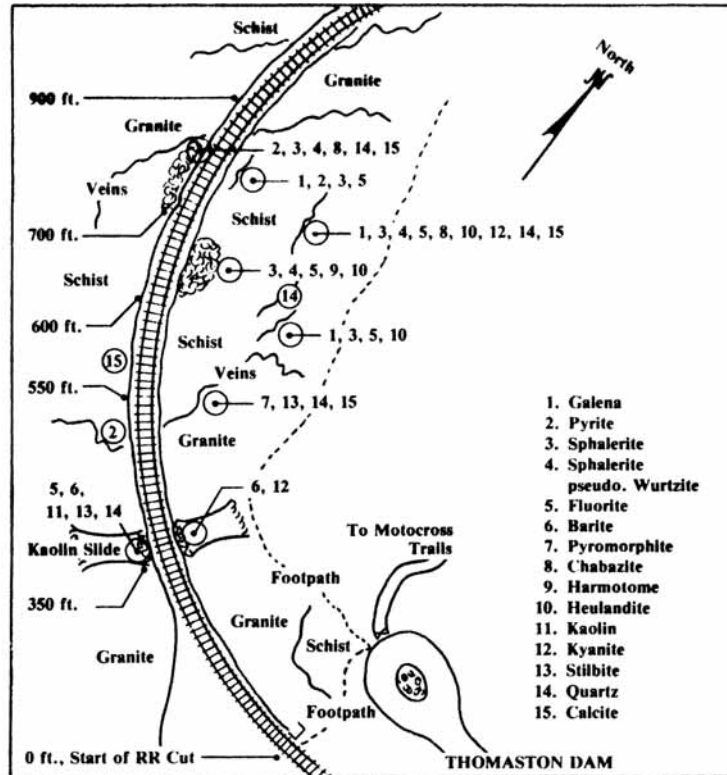 Schist
North
900 ft.
Granite
Granite
2, 3, 4, 8, 14, 15
Veins
1, 2, 3, 5
700 ft.
Schist
1, 3, 4, 5, 8, 10, 12, 14, 15
Schist
3, 4, 5, 9, 10
14
600 ft.
Schist
1, 3, 5, 10
15
Veins
550 ft.
7, 13, 14, 15
2
Granite
5, 6,
11, 13, 14
6, 12
Kaolin Slide
350 ft.
To Motocross
Trails
Footpath
Granite
Granite
Schist
Footpath
0 ft., Start of RR Cut
THOMASTON DAM
1. Galena
2. Pyrite
3. Sphalerite
4. Sphalerite
pseudo. Wurtzite
5. Fluorite
6. Barite
7. Pyromorphite
8. Chabazite
9. Harmotome
10. Heulandite
11. Kaolin
12. Kyanite
13. Stilbite
14. Quartz
15. Calcite